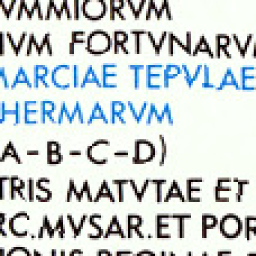 VMMIORVM
IVM FORTVNARVM
MARCIAE TEPVLAE
HERMARVM
A-B-C-D)
TRIS MATVTAE ET
RC.MVSAR.ET POR